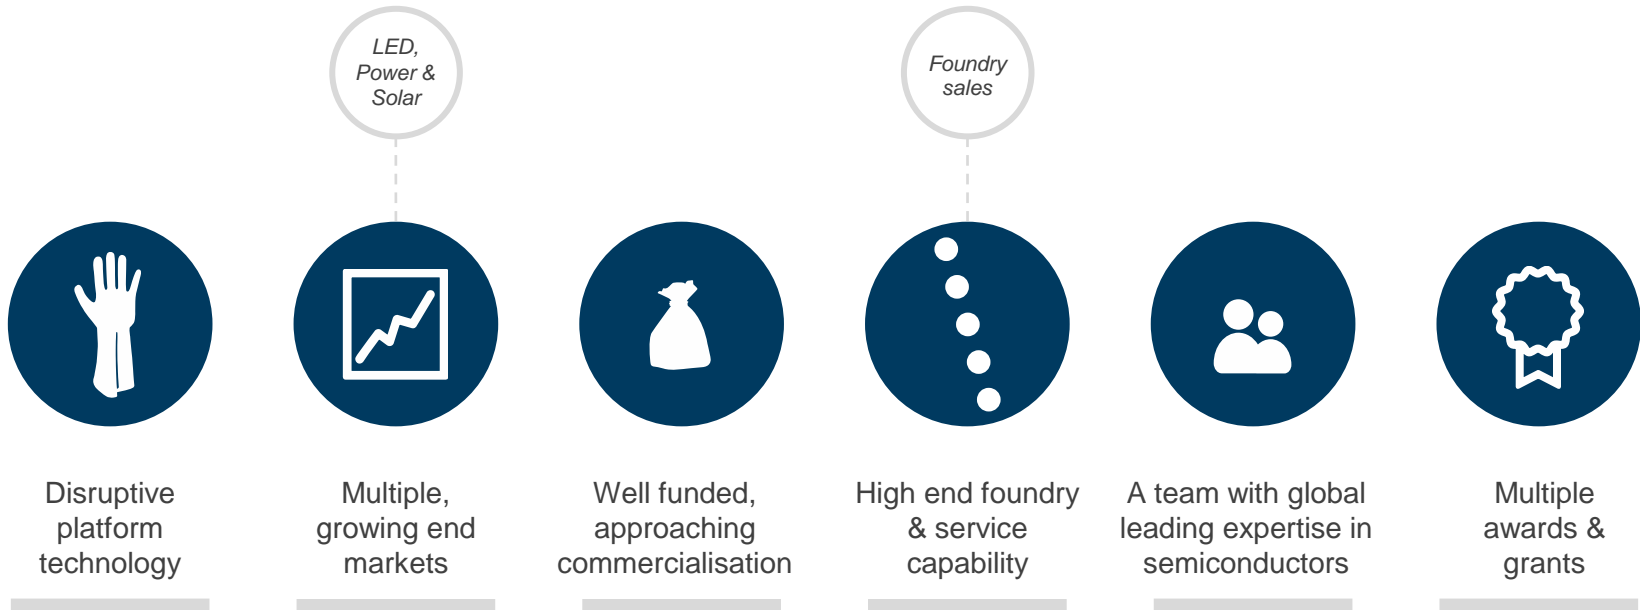 LED,
Power &
Solar
Foundry
sales
Disruptive
platform
technology
Multiple,
growing end
markets
Well funded,
approaching
commercialisation
High end foundry
& service
capability
A team with global
leading expertise in
semiconductors
Multiple
awards &
grants